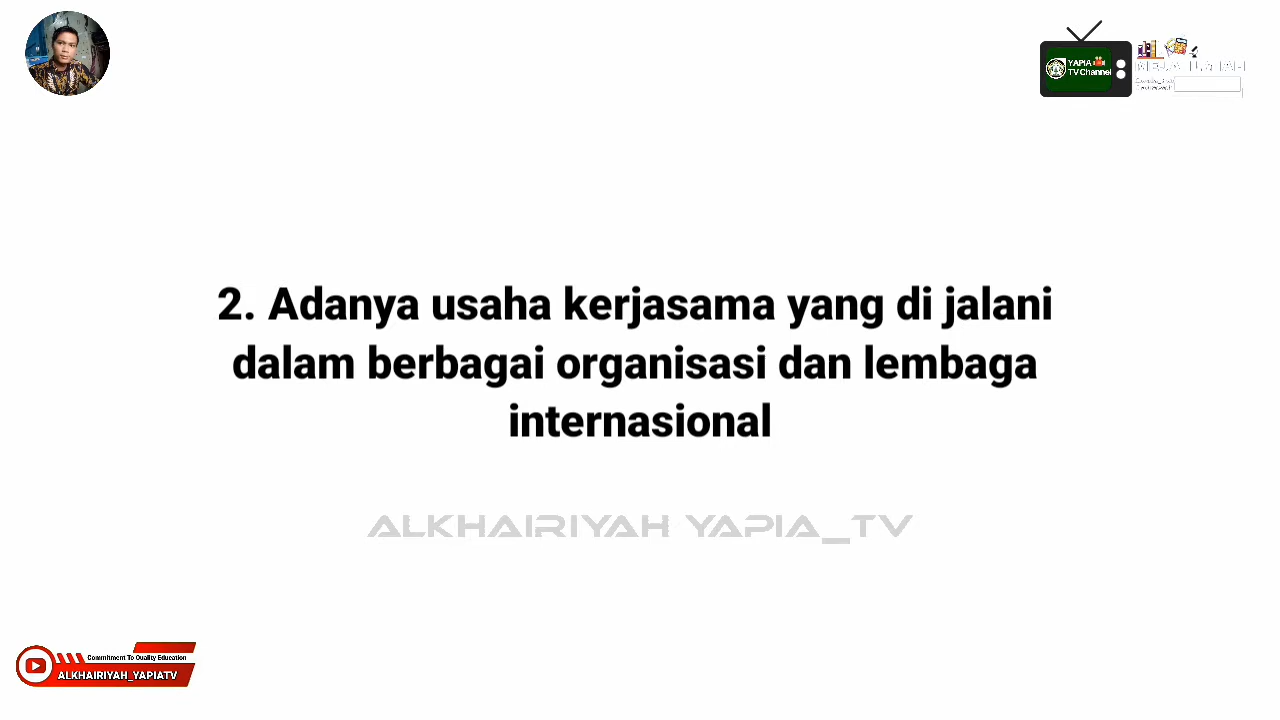 YAPIA
TV Channel
2. Adanya usaha kerjasama yang di jalani
dalam berbagai organisasi dan lembaga
internasional
ALKHAIRIYAH YAPIA_TV
Commitment To Quality Education
ALKHAIRIYAH_YAPIATV